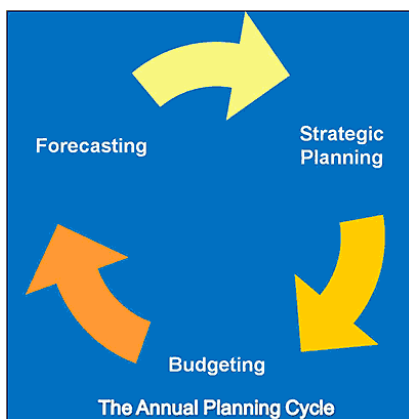 Forecasting
Strategic
Planning
Budgeting
The Annual Planning Cycle